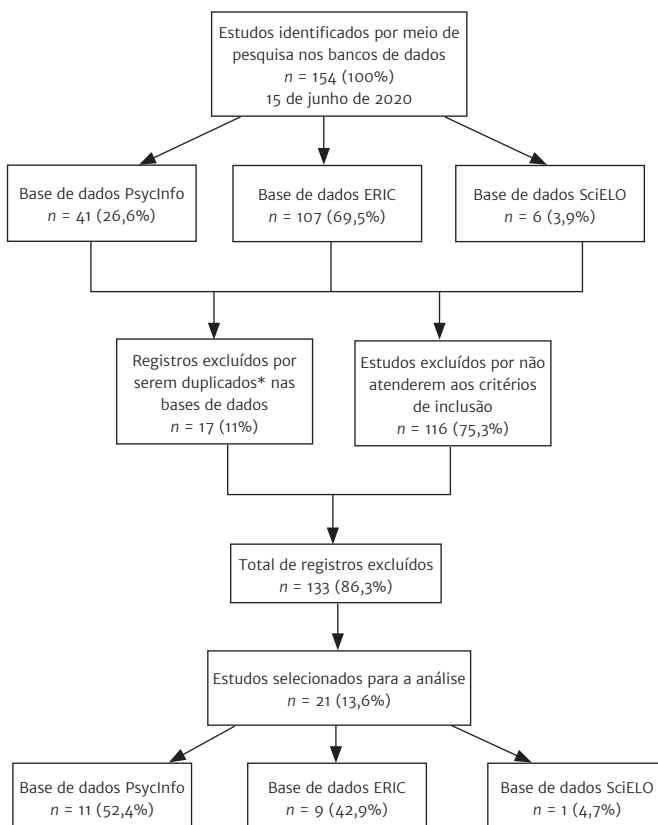 Estudos identificados por meio de
pesquisa nos bancos de dados
n = 154 (100%)
15 de junho de 2020
Base de dados PsycInfo
n = 41 (26,6%)
Base de dados ERIC
n = 107 (69,5%)
Base de dados SciELO
n = 6 (3,9%)
Registros excluídos por
serem duplicados* nas
bases de dados
n = 17 (11%)
Estudos excluídos por não
atenderem aos critérios
de inclusão
n = 116 (75,3%)
Total de registros excluídos
n = 133 (86,3%)
Estudos selecionados para a análise
n = 21 (13,6%)
Base de dados PsycInfo
n = 11 (52,4%)
Base de dados ERIC
n = 9 (42,9%)
Base de dados SciELO
n = 1 (4,7%)